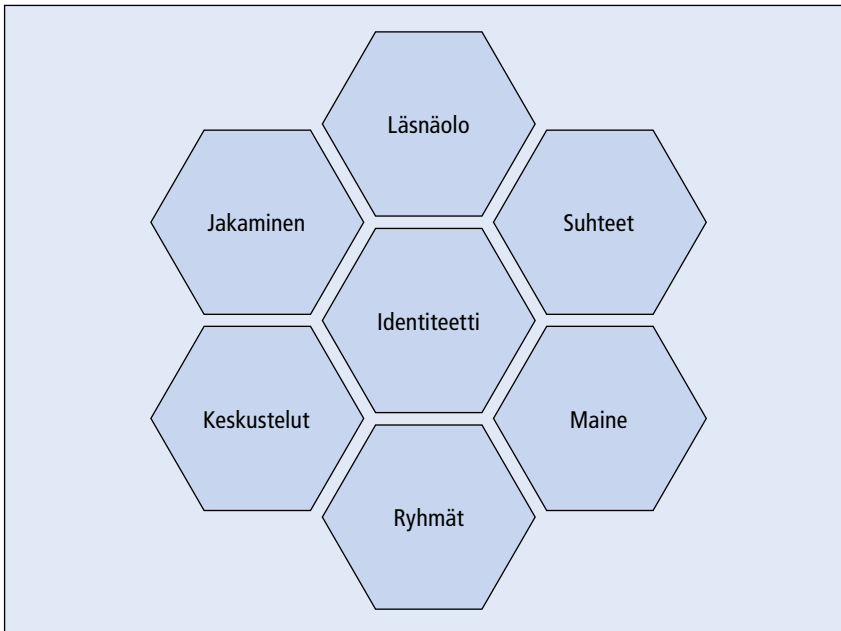 Läsnäolo
Jakaminen
Suhteet
Identiteetti
Keskustelut
Maine
Ryhmät